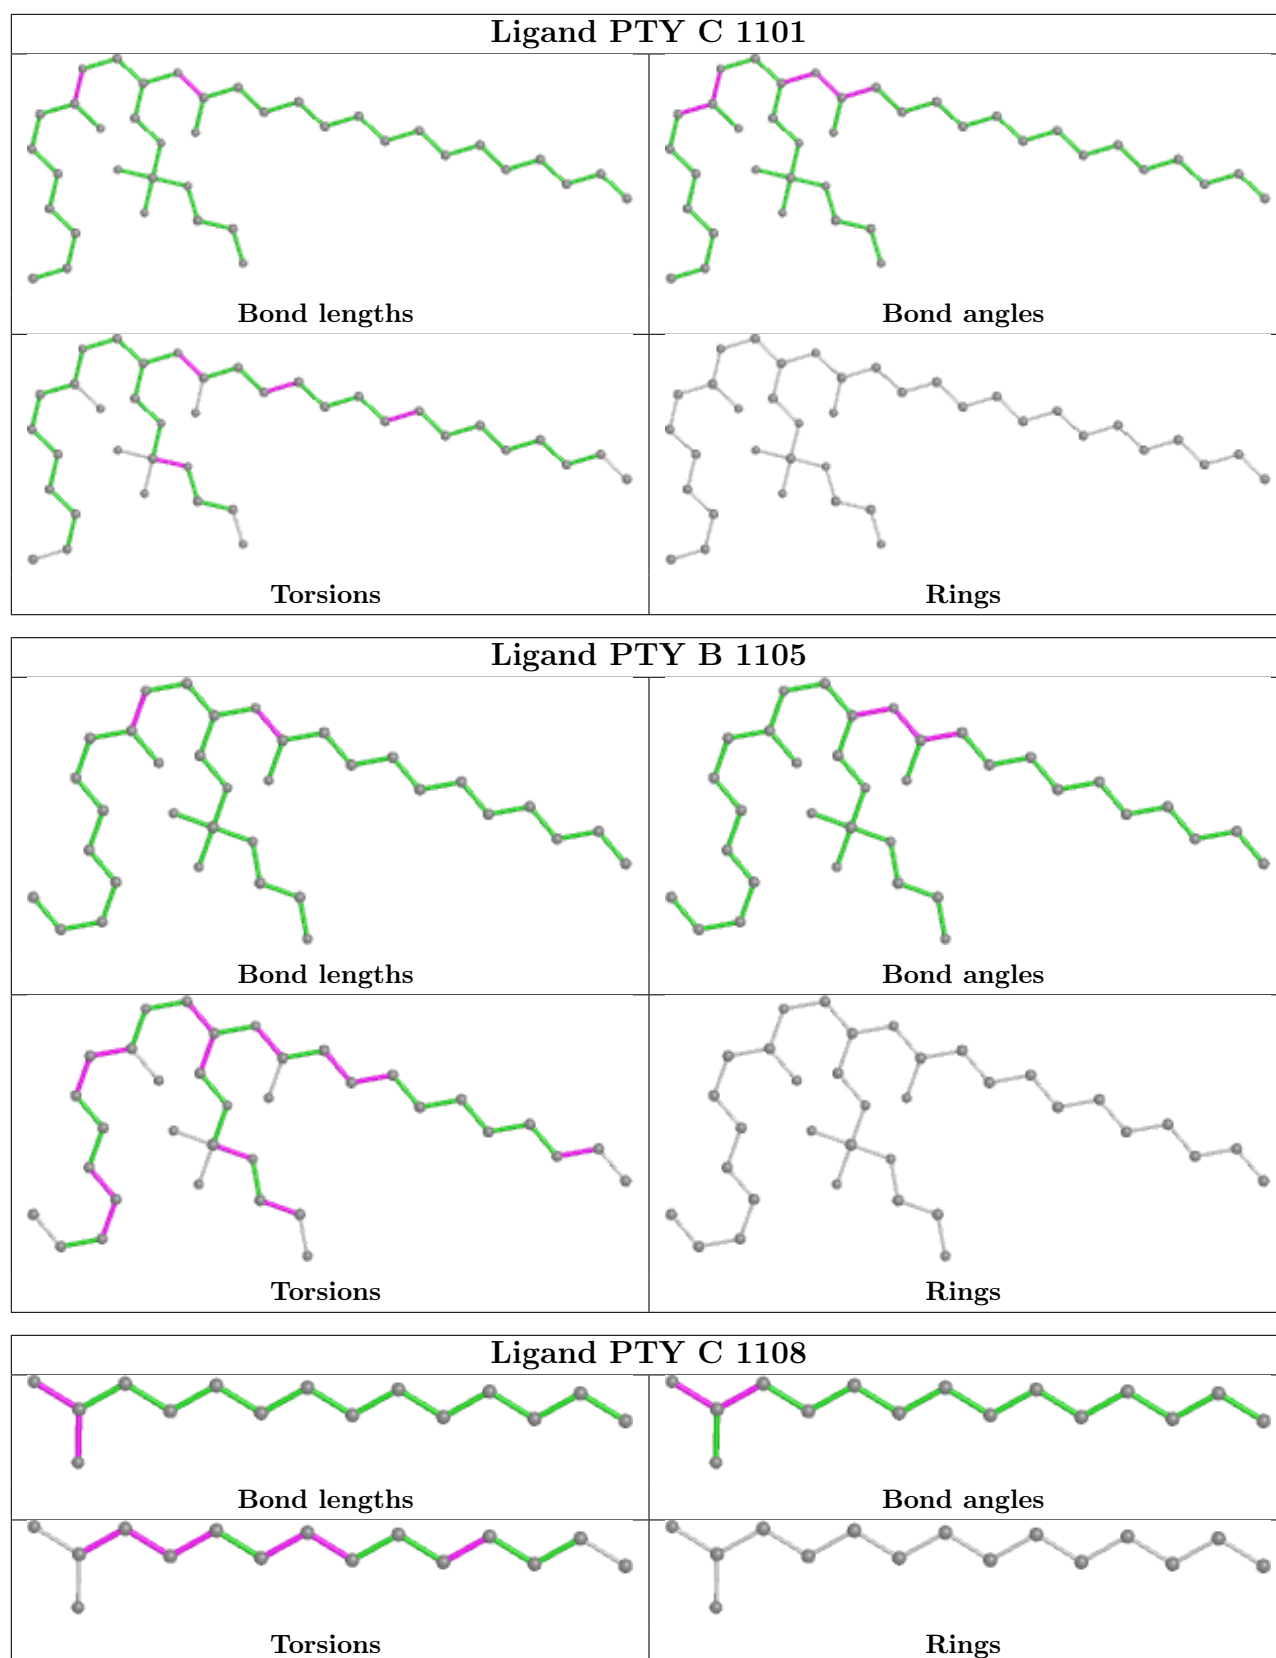 Ligand PTY C 1101
Bond lengths
Bond angles
Torsions
Rings
Ligand PTY B 1105
Bond lengths
Bond angles
Torsions
Rings
Ligand PTY C 1108
Bond lengths
Bond angles
Torsions
Rings